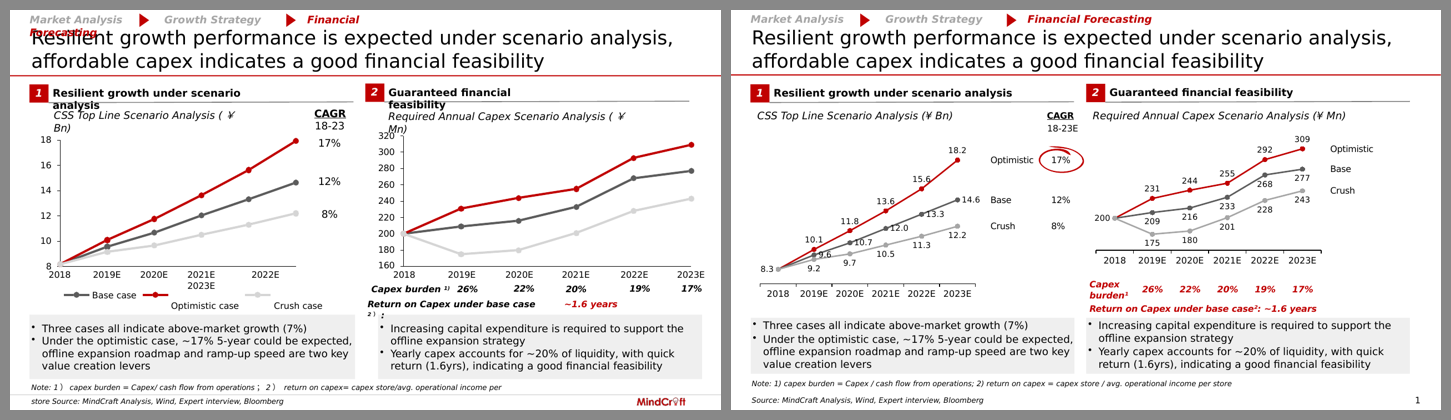 Market Analysis Growth Strategy Financial
Forecasting
Resilient growth performance is expected under scenario analysis,
affordable capex indicates a good financial feasibility
1 Resilient growth under scenario
analysis
CSS Top Line Scenario Analysis ( ¥
Bn)
CAGR
18-23
18
16
14
12
10
8
17%
12%
8%
2018 2019E 2020E 2021E 2022E
2023E
Base case
Optimistic case Crush case
2 Guaranteed financial
feasibility
Required Annual Capex Scenario Analysis ( ¥
Mn)
320
300
280
260
240
220
200
180
160
2018 2019E 2020E 2021E 2022E 2023E
Capex burden ¹⁾ 26% 22% 20% 19% 17%
Return on Capex under base case ~1.6 years
²⁾ :
• Three cases all indicate above-market growth (7%)
• Under the optimistic case, ~17% 5-year could be expected,
offline expansion roadmap and ramp-up speed are two key
value creation levers
• Increasing capital expenditure is required to support the
offline expansion strategy
• Yearly capex accounts for ~20% of liquidity, with quick
return (1.6yrs), indicating a good financial feasibility
Note: 1） capex burden = Capex/ cash flow from operations； 2） return on capex= capex store/avg. operational income per
store Source: MindCraft Analysis, Wind, Expert interview, Bloomberg
MindCraft
Market Analysis Growth Strategy Financial Forecasting
Resilient growth performance is expected under scenario analysis,
affordable capex indicates a good financial feasibility
1 Resilient growth under scenario analysis
CSS Top Line Scenario Analysis (¥ Bn)
CAGR
18-23E
18.2
15.6
13.6
11.8
10.1
14.6
13.3
12.0
10.7
9.6
8.3
9.2
9.7
10.5
11.3
12.2
Optimistic 17%
Base 12%
Crush 8%
2018 2019E 2020E 2021E 2022E 2023E
2 Guaranteed financial feasibility
Required Annual Capex Scenario Analysis (¥ Mn)
231 244 255 292 309
200 209 216 233 268 277
175 180 201 228 243
Optimistic
Base
Crush
2018 2019E 2020E 2021E 2022E 2023E
Capex
burden¹ 26% 22% 20% 19% 17%
Return on Capex under base case²: ~1.6 years
• Three cases all indicate above-market growth (7%)
• Under the optimistic case, ~17% 5-year could be expected,
offline expansion roadmap and ramp-up speed are two key
value creation levers
• Increasing capital expenditure is required to support the
offline expansion strategy
• Yearly capex accounts for ~20% of liquidity, with quick
return (1.6yrs), indicating a good financial feasibility
Note: 1) capex burden = Capex / cash flow from operations; 2) return on capex = capex store / avg. operational income per store
Source: MindCraft Analysis, Wind, Expert interview, Bloomberg
1